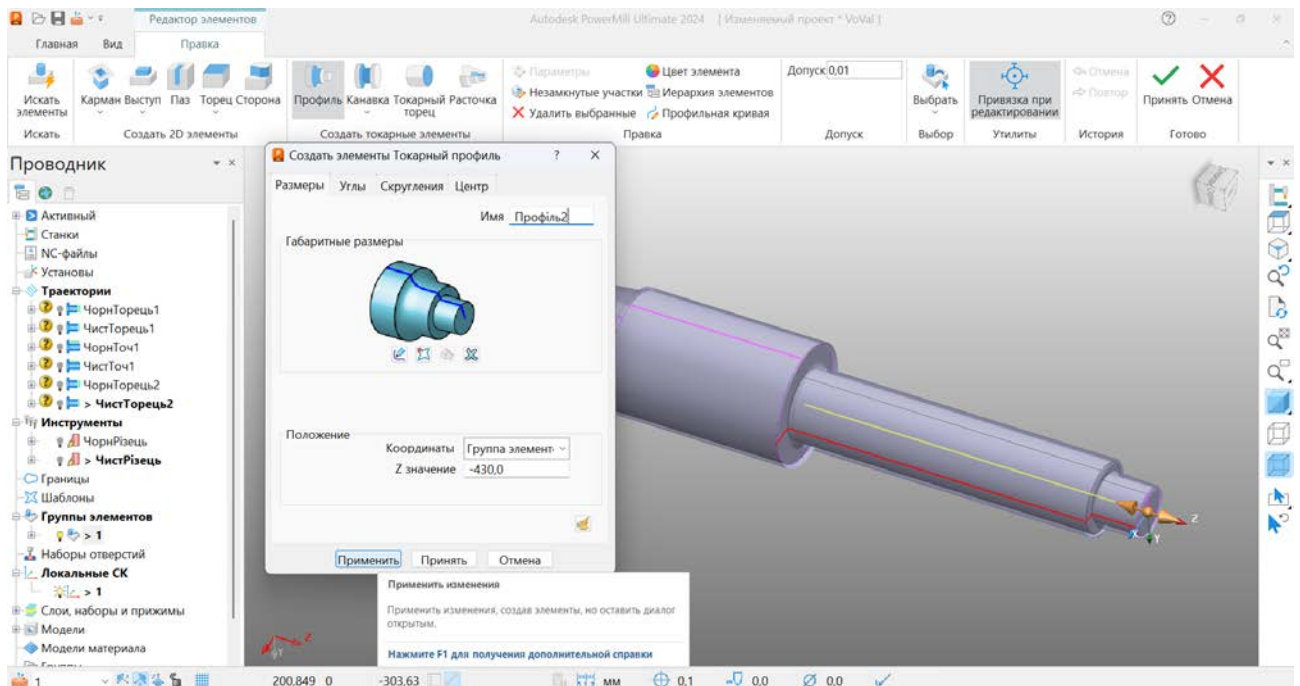 Редактор элементов
Autodesk PowerMill Ultimate 2024 [Изменяемый проект * VoVal ]
Главная Вид Правка
Искать элементы
Карман Выступ Паз Торец Сторона
Профиль Канавка Токарный торец Расточка
Параметры
Незамкнутые участки
Удалить выбранные
Цвет элемента
Иерархия элементов
Профильная кривая
Допуск 0,01
Выбрать
Привязка при редактировании
Отмена
Повтор
Принять Отмена
Искать Создать 2D элементы Создать токарные элементы Правка Допуск Выбор Утилиты История Готово
Проводник
Активный
Станки
NC-файлы
Установы
Траектории
ЧорнТорець1
ЧистТорець1
ЧорнТоч1
ЧистТоч1
ЧорнТорець2
> ЧистТорець2
Инструменты
ЧорнРізець
> ЧистРізець
Границы
Шаблоны
Группы элементов
> 1
Наборы отверстий
Локальные СК
> 1
Слои, наборы и прижимы
Модели
Модели материала
Создать элементы Токарный профиль ? X
Размеры Углы Скругления Центр
Имя Профіль2
Габаритные размеры
Положение
Координаты Группа элемент
Z значение -430,0
Применить Принять Отмена
Применить изменения
Применить изменения, создав элементы, но оставить диалог
открытым.
Нажмите F1 для получения дополнительной справки
Z
X
Y
Z
1 200.849 0 -303,63 мм 0.1 0.0 0.0